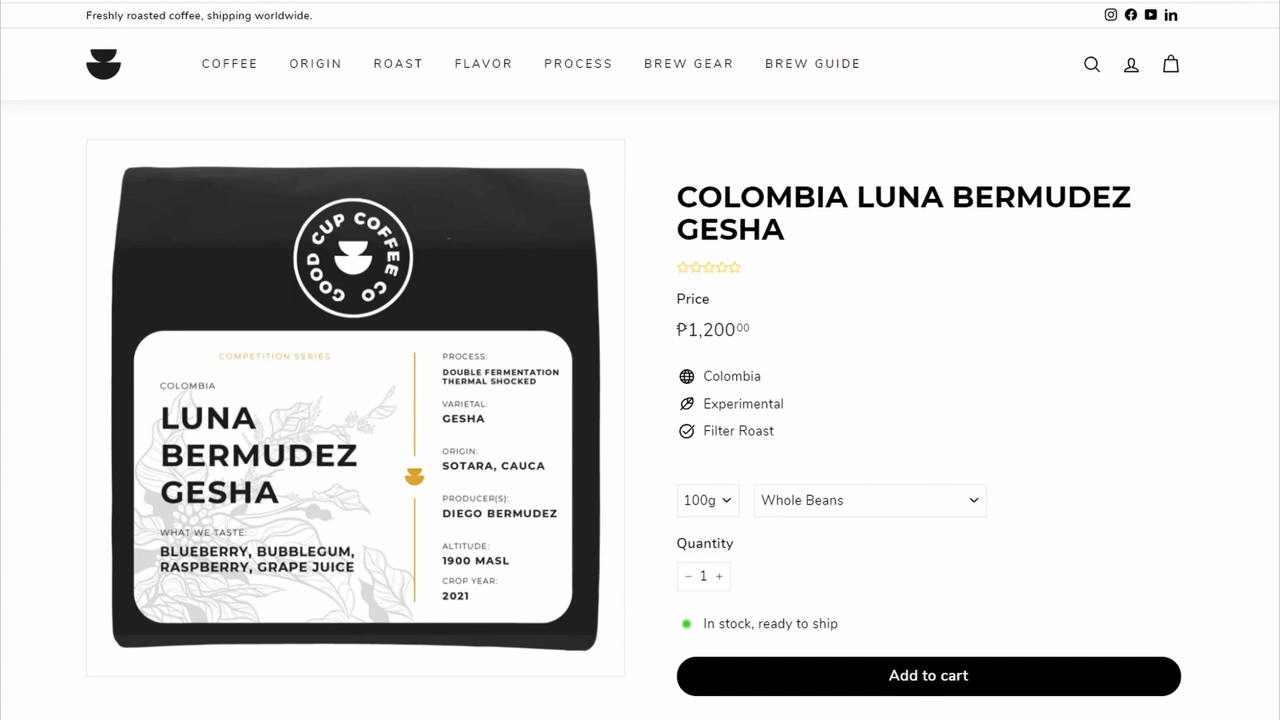 Freshly roasted coffee, shipping worldwide.
COFFEE ORIGIN ROAST FLAVOR PROCESS BREW GEAR BREW GUIDE
GOOD CUP COFFEE CO
COMPETITION SERIES
COLOMBIA
LUNA
BERMUDEZ
GESHA
WHAT WE TASTE:
BLUEBERRY, BUBBLEGUM,
RASPBERRY, GRAPE JUICE
PROCESS:
DOUBLE FERMENTATION
THERMAL SHOCKED
VARIETAL:
GESHA
ORIGIN:
SOTARA, CAUCA
PRODUCER(S):
DIEGO BERMUDEZ
ALTITUDE:
1900 MASL
CROP YEAR:
2021
COLOMBIA LUNA BERMUDEZ
GESHA
Price
₱1,20000
Colombia
Experimental
Filter Roast
100g Whole Beans
Quantity
− 1 +
In stock, ready to ship
Add to cart